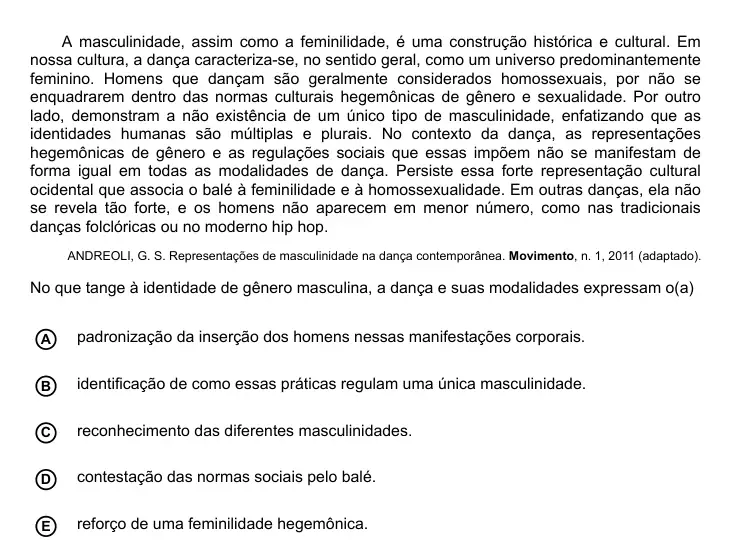 A masculinidade, assim como a feminilidade, é uma construção histórica e cultural. Em
nossa cultura, a dança caracteriza-se, no sentido geral, como um universo predominantemente
feminino. Homens que dançam são geralmente considerados homossexuais, por não se
enquadrarem dentro das normas culturais hegemônicas de gênero e sexualidade. Por outro
lado, demonstram a não existência de um único tipo de masculinidade, enfatizando que as
identidades humanas são múltiplas e plurais. No contexto da dança, as representações
hegemônicas de gênero e as regulações sociais que essas impõem não se manifestam de
forma igual em todas as modalidades de dança. Persiste essa forte representação cultural
ocidental que associa o balé à feminilidade e à homossexualidade. Em outras danças, ela não
se revela tão forte, e os homens não aparecem em menor número, como nas tradicionais
danças folclóricas ou no moderno hip hop.
ANDREOLI, G. S. Representações de masculinidade na dança contemporânea. Movimento, n. 1, 2011 (adaptado).
No que tange à identidade de gênero masculina, a dança e suas modalidades expressam o(a)
A padronização da inserção dos homens nessas manifestações corporais.
B identificação de como essas práticas regulam uma única masculinidade.
C reconhecimento das diferentes masculinidades.
D contestação das normas sociais pelo balé.
E reforço de uma feminilidade hegemônica.